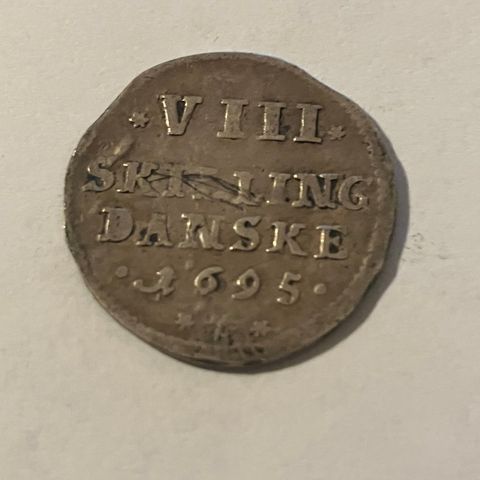 * VIII *
SKILLING
DANSKE
· 1695 ·